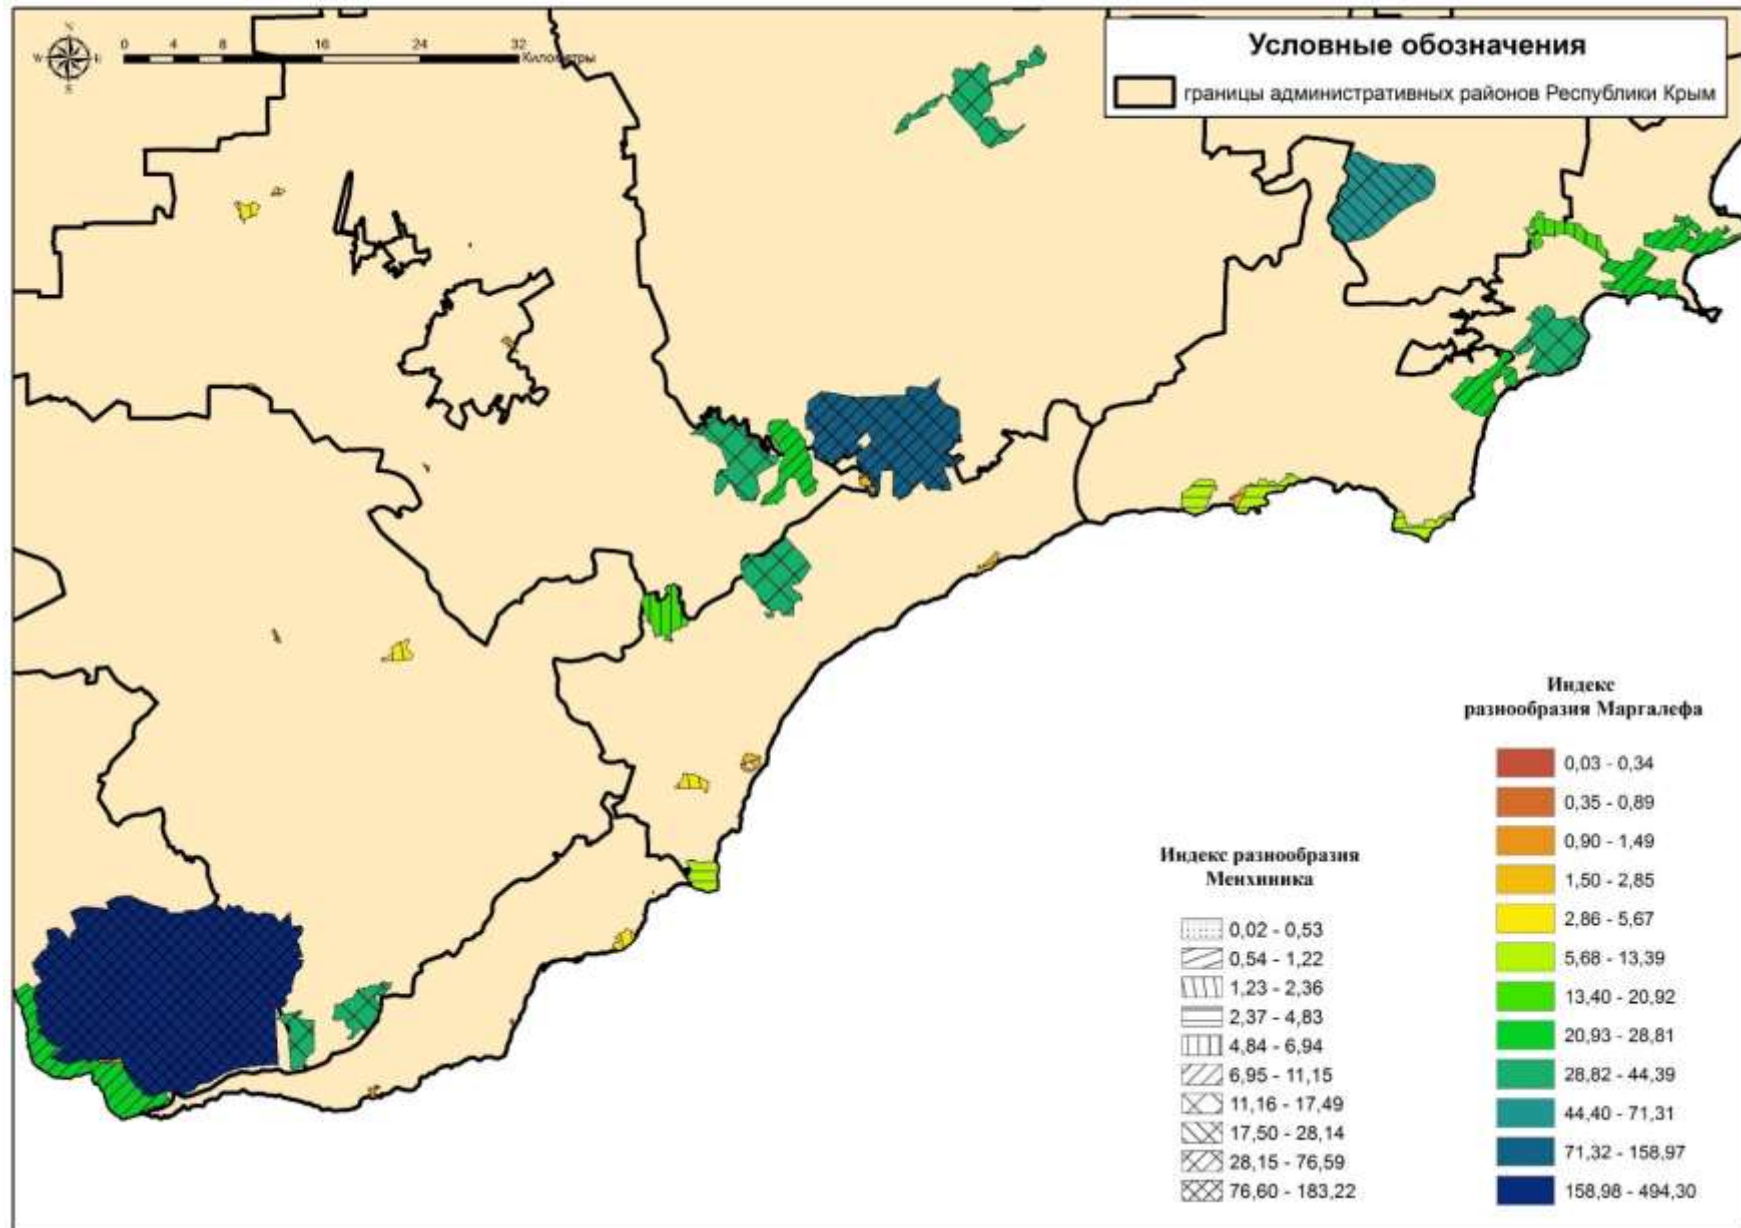 N
W
E
S
0 4 8 16 24 32
Километры
Условные обозначения
границы административных районов Республики Крым
Индекс
разнообразия Маргалефа
0,03 - 0,34
0,35 - 0,89
0,90 - 1,49
1,50 - 2,85
2,86 - 5,67
5,68 - 13,39
13,40 - 20,92
20,93 - 28,81
28,82 - 44,39
44,40 - 71,31
71,32 - 158,97
158,98 - 494,30
Индекс разнообразия
Менхиника
0,02 - 0,53
0,54 - 1,22
1,23 - 2,36
2,37 - 4,83
4,84 - 6,94
6,95 - 11,15
11,16 - 17,49
17,50 - 28,14
28,15 - 76,59
76,60 - 183,22